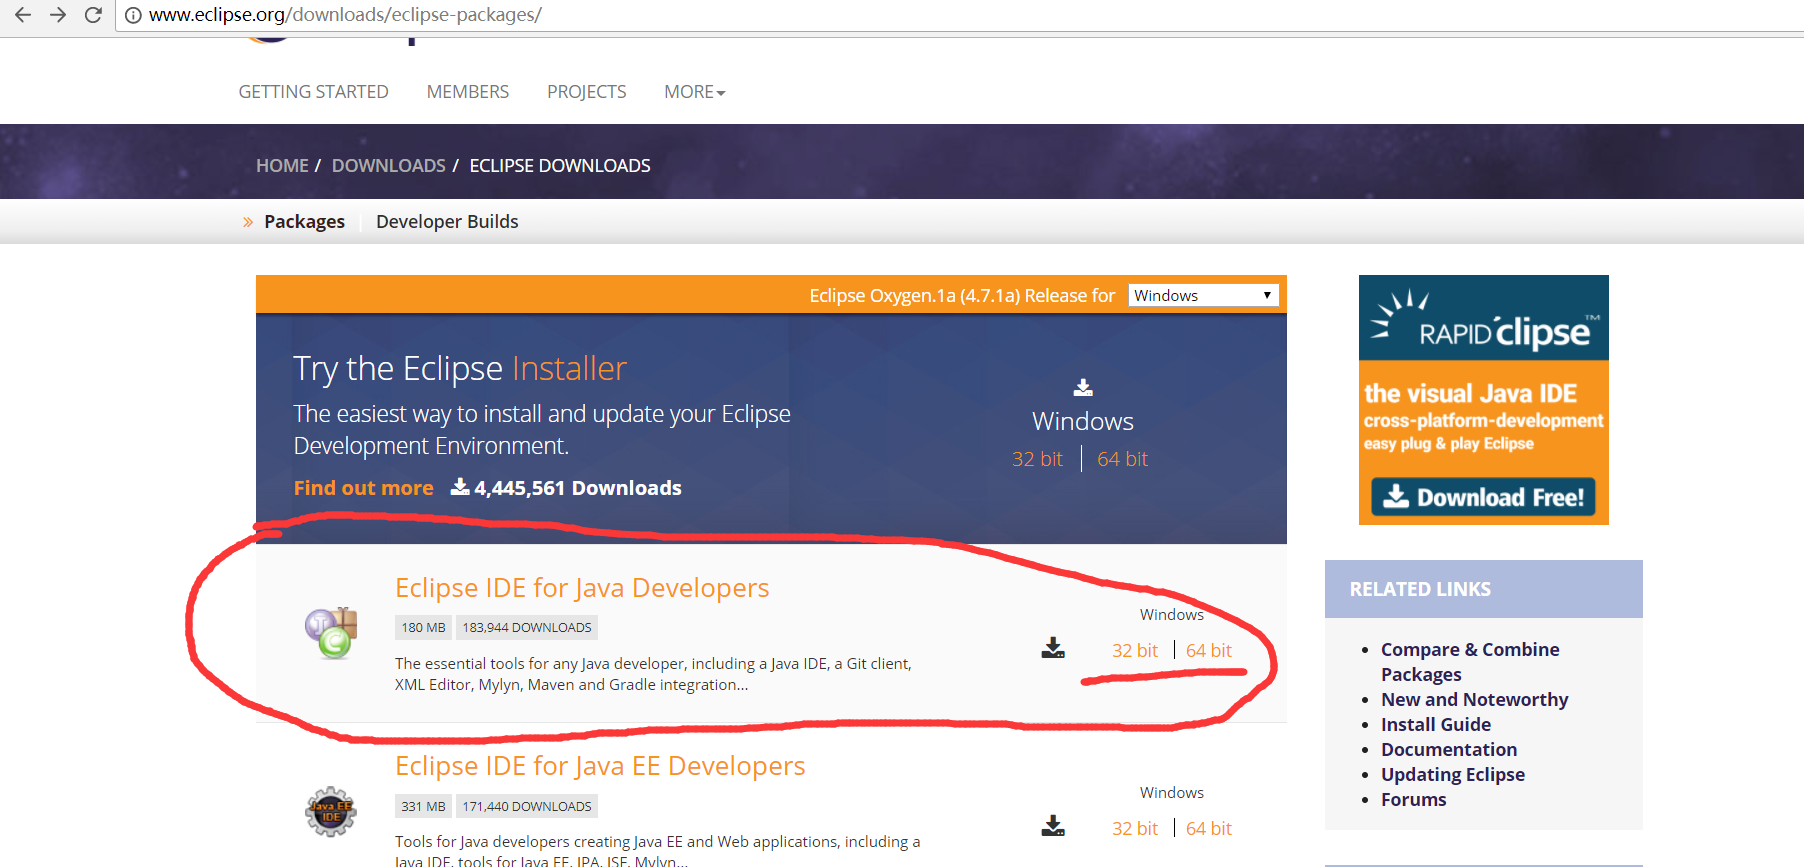 www.eclipse.org/downloads/eclipse-packages/
GETTING STARTED MEMBERS PROJECTS MORE
HOME / DOWNLOADS / ECLIPSE DOWNLOADS
» Packages Developer Builds
Eclipse Oxygen.1a (4.7.1a) Release for Windows
Try the Eclipse Installer
The easiest way to install and update your Eclipse
Development Environment.
Find out more 4,445,561 Downloads
Windows
32 bit | 64 bit
Eclipse IDE for Java Developers
180 MB 183,944 DOWNLOADS
The essential tools for any Java developer, including a Java IDE, a Git client,
XML Editor, Mylyn, Maven and Gradle integration...
Windows
32 bit | 64 bit
Eclipse IDE for Java EE Developers
331 MB 171,440 DOWNLOADS
Tools for Java developers creating Java EE and Web applications, including a
Java IDE, tools for Java EE, JPA, JSF, Mylyn...
Windows
32 bit | 64 bit
Java EE
IDE
RAPID'clipse™
the visual Java IDE
cross-platform-development
easy plug & play Eclipse
Download Free!
RELATED LINKS
• Compare & Combine
Packages
• New and Noteworthy
• Install Guide
• Documentation
• Updating Eclipse
• Forums